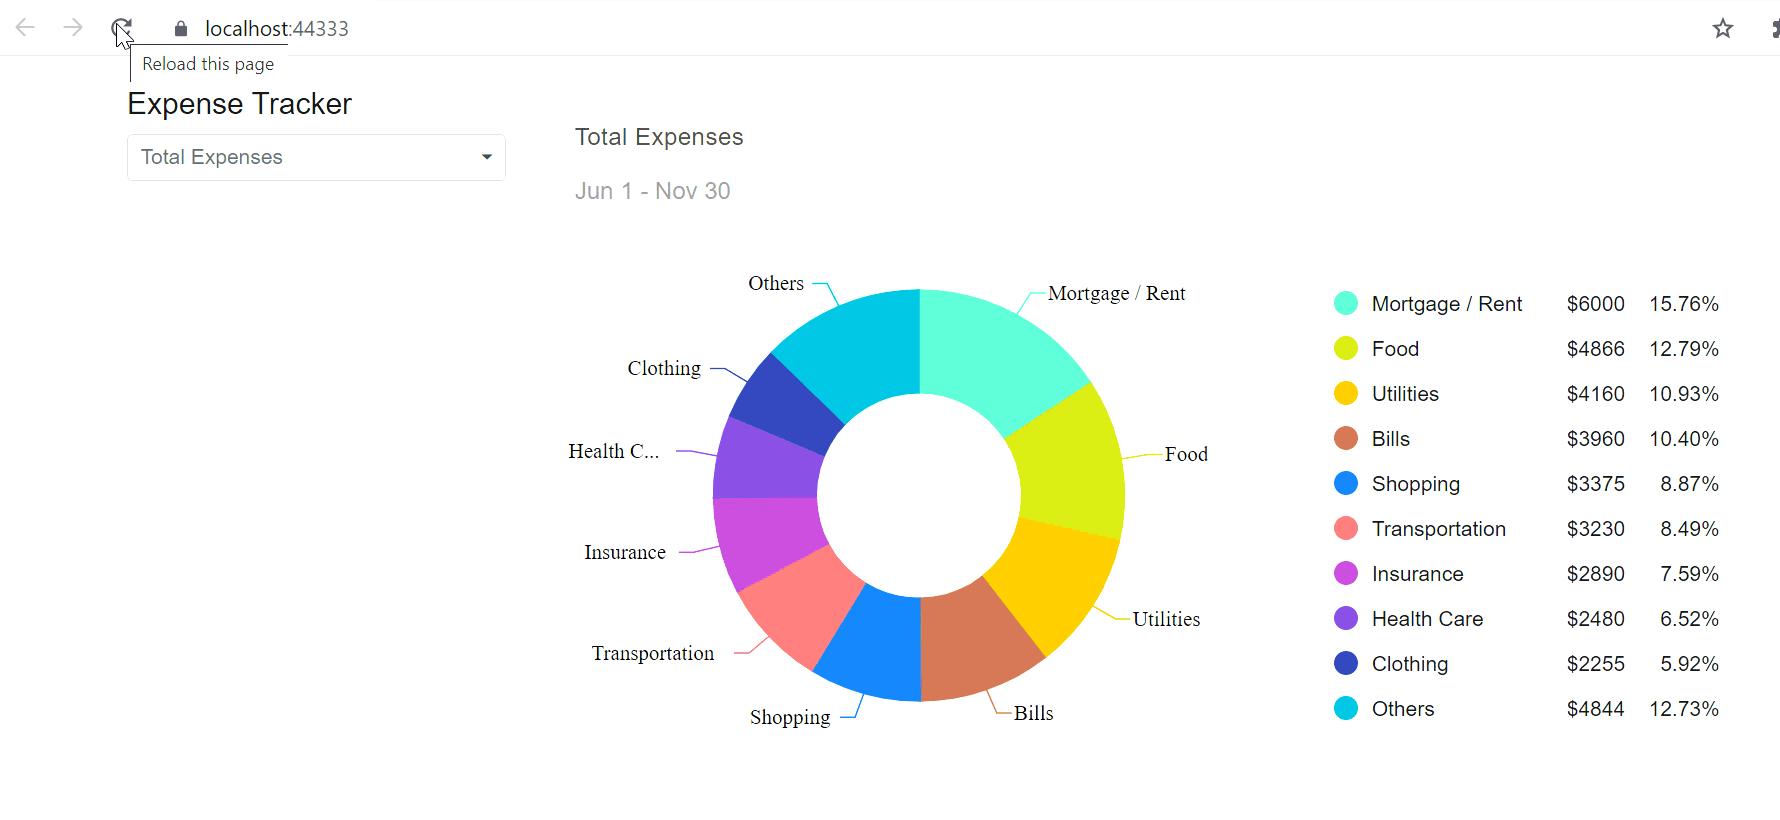 localhost:44333
Reload this page
Expense Tracker
Total Expenses
Total Expenses
Jun 1 - Nov 30
Others
Mortgage / Rent
Clothing
Health C...
Food
Insurance
Utilities
Transportation
Shopping
Bills
Mortgage / Rent $6000 15.76%
Food $4866 12.79%
Utilities $4160 10.93%
Bills $3960 10.40%
Shopping $3375 8.87%
Transportation $3230 8.49%
Insurance $2890 7.59%
Health Care $2480 6.52%
Clothing $2255 5.92%
Others $4844 12.73%